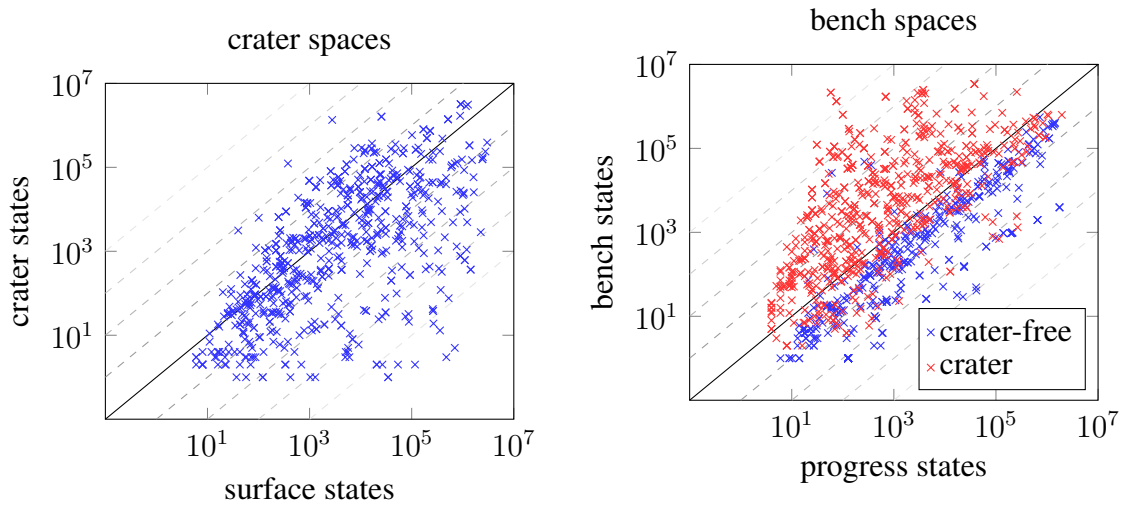 crater spaces
crater states
10^7
10^5
10^3
10^1
10^1 10^3 10^5 10^7
surface states
bench spaces
bench states
10^7
10^5
10^3
10^1
crater-free
crater
10^1 10^3 10^5 10^7
progress states